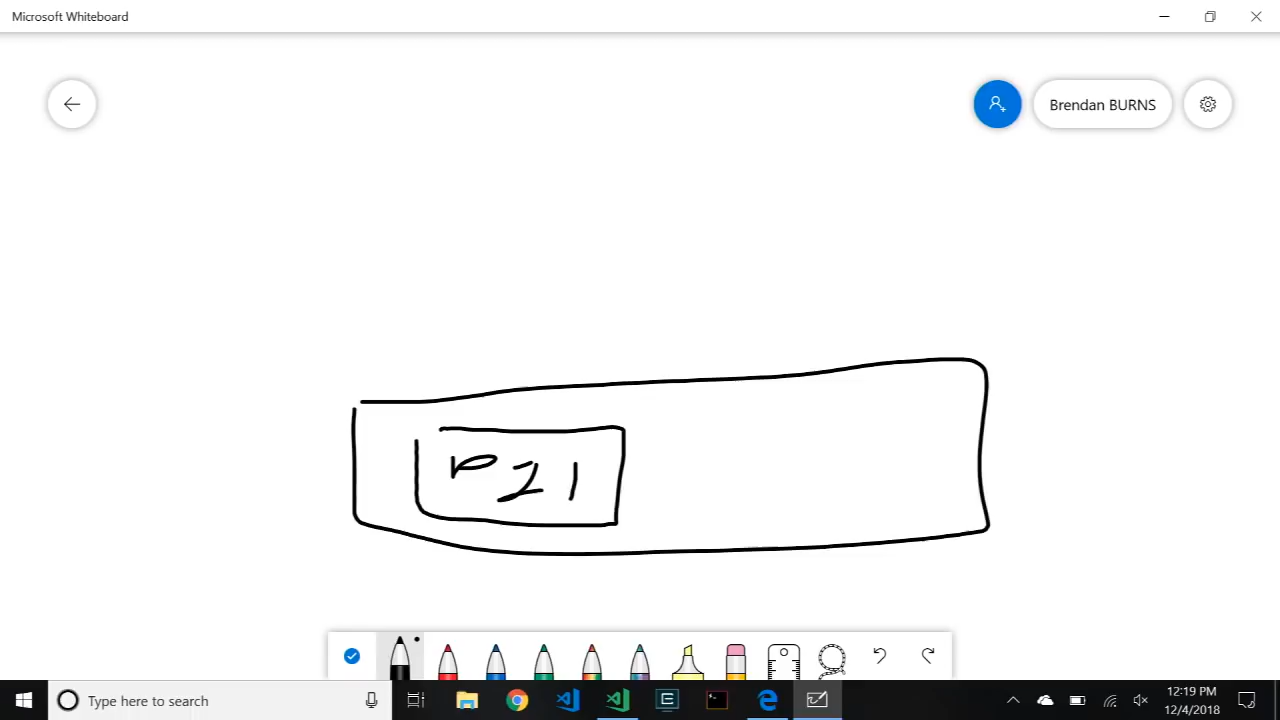 Microsoft Whiteboard
Brendan BURNS
P21
Type here to search
12:19 PM
12/4/2018